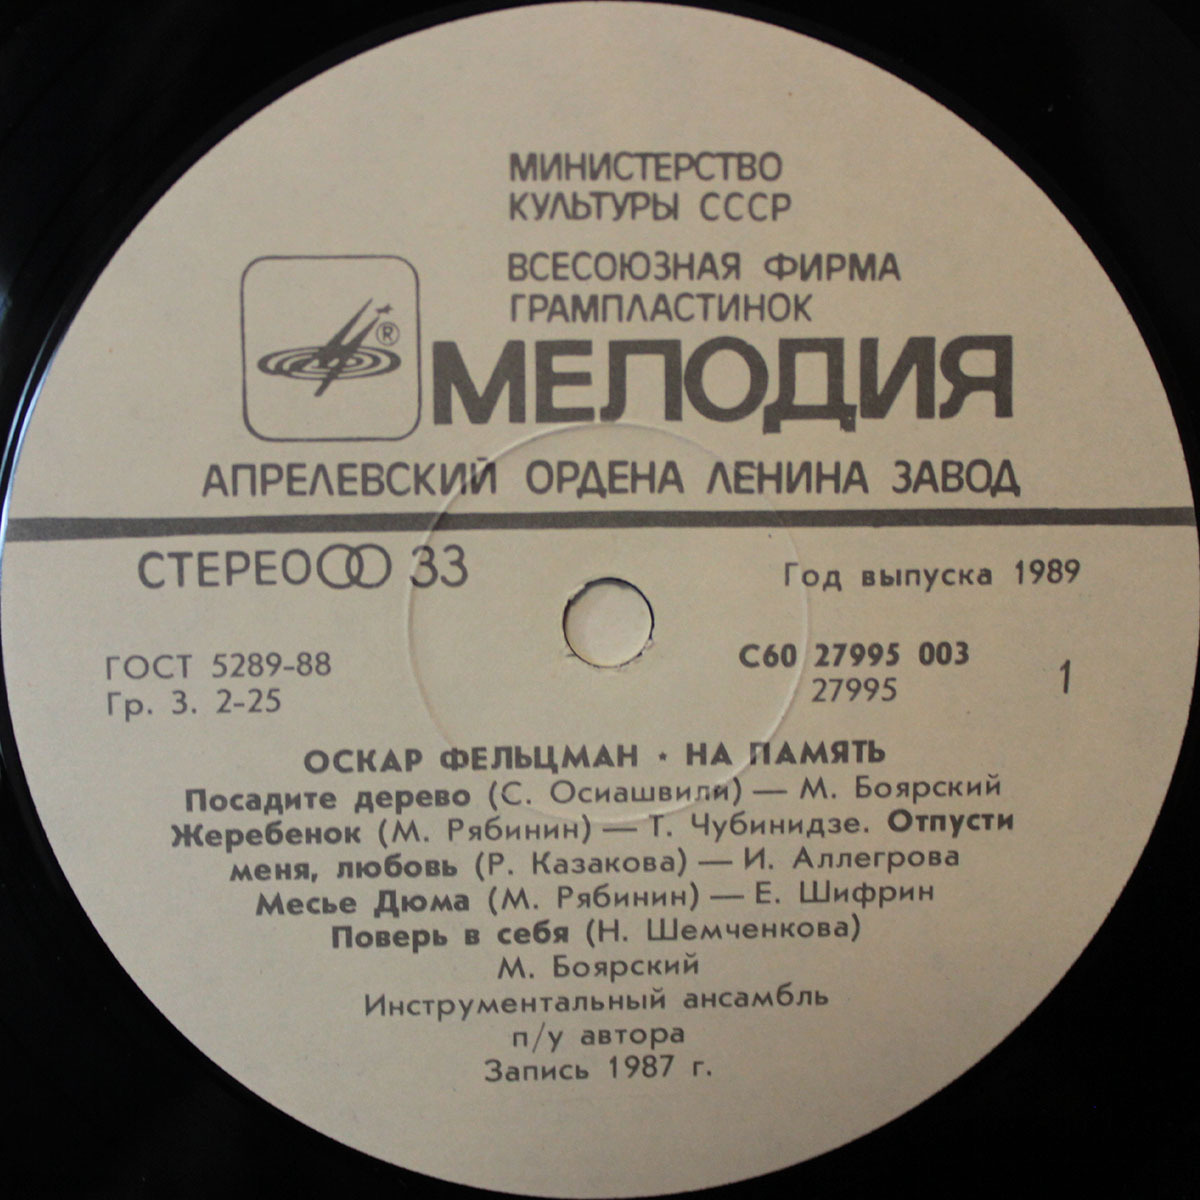 МИНИСТЕРСТВО
КУЛЬТУРЫ СССР
ВСЕСОЮЗНАЯ ФИРМА
ГРАМПЛАСТИНОК
®
МЕЛОДИЯ
АПРЕЛЕВСКИЙ ОРДЕНА ЛЕНИНА ЗАВОД
СТЕРЕО 33
Год выпуска 1989
ГОСТ 5289-88
Гр. 3. 2-25
С60 27995 003
27995
1
ОСКАР ФЕЛЬЦМАН • НА ПАМЯТЬ
Посадите дерево (С. Осиашвили) — М. Боярский
Жеребенок (М. Рябинин) — Т. Чубинидзе. Отпусти
меня, любовь (Р. Казакова) — И. Аллегрова
Месье Дюма (М. Рябинин) — Е. Шифрин
Поверь в себя (Н. Шемченкова)
М. Боярский
Инструментальный ансамбль
п/у автора
Запись 1987 г.